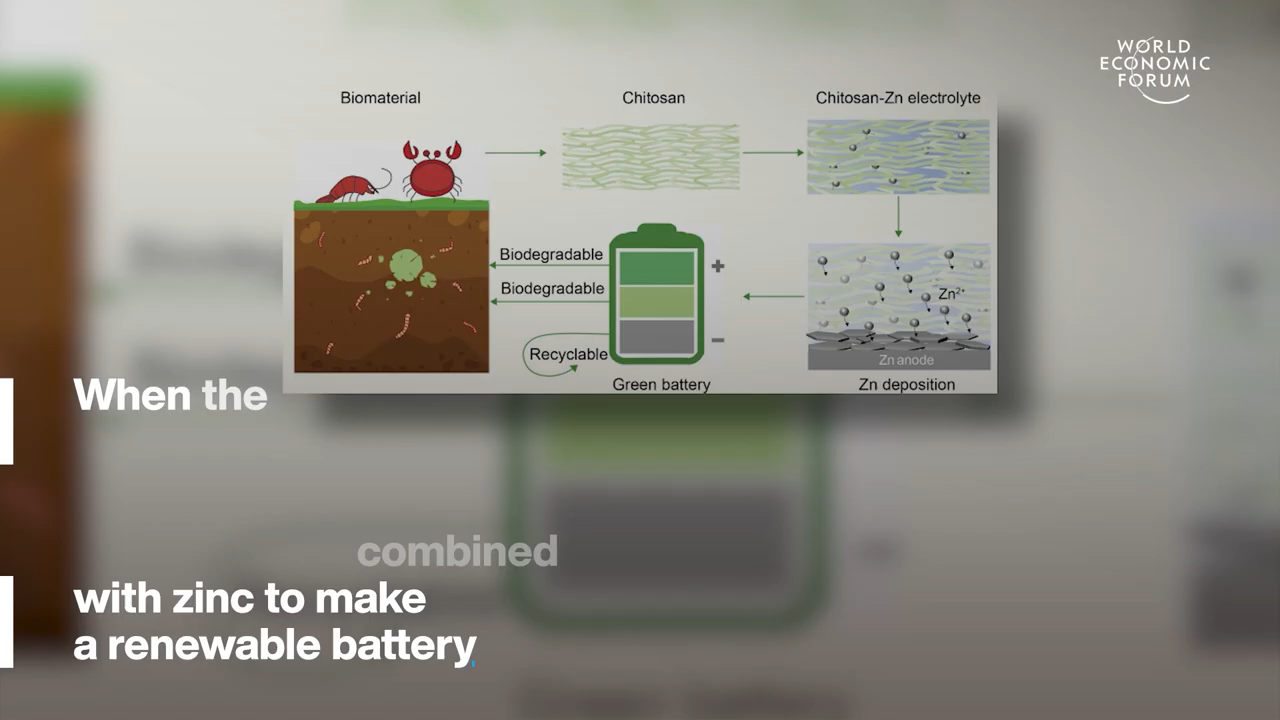 WORLD
ECONOMIC
FORUM
Biomaterial
Chitosan
Chitosan-Zn electrolyte
Biodegradable
Biodegradable
Recyclable
+
−
Green battery
Zn²⁺
Zn anode
Zn deposition
When the
combined
with zinc to make
a renewable battery